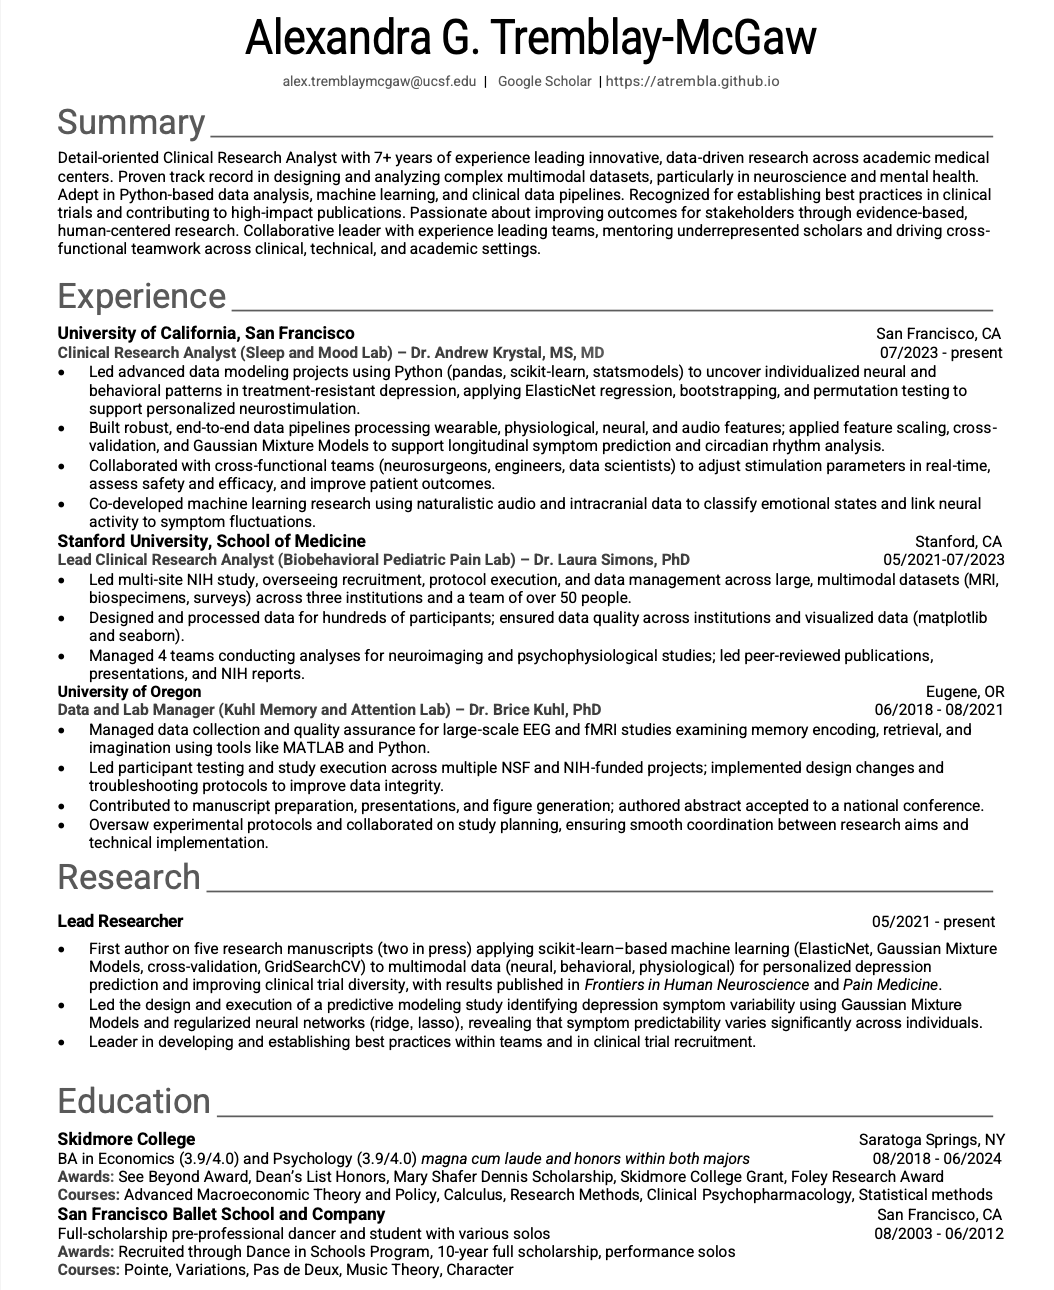 Alexandra G. Tremblay-McGaw
alex.tremblaymcgaw@ucsf.edu | Google Scholar | https://atrembla.github.io
Summary
Detail-oriented Clinical Research Analyst with 7+ years of experience leading innovative, data-driven research across academic medical
centers. Proven track record in designing and analyzing complex multimodal datasets, particularly in neuroscience and mental health.
Adept in Python-based data analysis, machine learning, and clinical data pipelines. Recognized for establishing best practices in clinical
trials and contributing to high-impact publications. Passionate about improving outcomes for stakeholders through evidence-based,
human-centered research. Collaborative leader with experience leading teams, mentoring underrepresented scholars and driving cross-
functional teamwork across clinical, technical, and academic settings.
Experience
University of California, San Francisco San Francisco, CA
Clinical Research Analyst (Sleep and Mood Lab) – Dr. Andrew Krystal, MS, MD 07/2023 - present
• Led advanced data modeling projects using Python (pandas, scikit-learn, statsmodels) to uncover individualized neural and
behavioral patterns in treatment-resistant depression, applying ElasticNet regression, bootstrapping, and permutation testing to
support personalized neurostimulation.
• Built robust, end-to-end data pipelines processing wearable, physiological, neural, and audio features; applied feature scaling, cross-
validation, and Gaussian Mixture Models to support longitudinal symptom prediction and circadian rhythm analysis.
• Collaborated with cross-functional teams (neurosurgeons, engineers, data scientists) to adjust stimulation parameters in real-time,
assess safety and efficacy, and improve patient outcomes.
• Co-developed machine learning research using naturalistic audio and intracranial data to classify emotional states and link neural
activity to symptom fluctuations.
Stanford University, School of Medicine Stanford, CA
Lead Clinical Research Analyst (Biobehavioral Pediatric Pain Lab) – Dr. Laura Simons, PhD 05/2021-07/2023
• Led multi-site NIH study, overseeing recruitment, protocol execution, and data management across large, multimodal datasets (MRI,
biospecimens, surveys) across three institutions and a team of over 50 people.
• Designed and processed data for hundreds of participants; ensured data quality across institutions and visualized data (matplotlib
and seaborn).
• Managed 4 teams conducting analyses for neuroimaging and psychophysiological studies; led peer-reviewed publications,
presentations, and NIH reports.
University of Oregon Eugene, OR
Data and Lab Manager (Kuhl Memory and Attention Lab) – Dr. Brice Kuhl, PhD 06/2018 - 08/2021
• Managed data collection and quality assurance for large-scale EEG and fMRI studies examining memory encoding, retrieval, and
imagination using tools like MATLAB and Python.
• Led participant testing and study execution across multiple NSF and NIH-funded projects; implemented design changes and
troubleshooting protocols to improve data integrity.
• Contributed to manuscript preparation, presentations, and figure generation; authored abstract accepted to a national conference.
• Oversaw experimental protocols and collaborated on study planning, ensuring smooth coordination between research aims and
technical implementation.
Research
Lead Researcher 05/2021 - present
• First author on five research manuscripts (two in press) applying scikit-learn–based machine learning (ElasticNet, Gaussian Mixture
Models, cross-validation, GridSearchCV) to multimodal data (neural, behavioral, physiological) for personalized depression
prediction and improving clinical trial diversity, with results published in Frontiers in Human Neuroscience and Pain Medicine.
• Led the design and execution of a predictive modeling study identifying depression symptom variability using Gaussian Mixture
Models and regularized neural networks (ridge, lasso), revealing that symptom predictability varies significantly across individuals.
• Leader in developing and establishing best practices within teams and in clinical trial recruitment.
Education
Skidmore College Saratoga Springs, NY
BA in Economics (3.9/4.0) and Psychology (3.9/4.0) magna cum laude and honors within both majors 08/2018 - 06/2024
Awards: See Beyond Award, Dean’s List Honors, Mary Shafer Dennis Scholarship, Skidmore College Grant, Foley Research Award
Courses: Advanced Macroeconomic Theory and Policy, Calculus, Research Methods, Clinical Psychopharmacology, Statistical methods
San Francisco Ballet School and Company San Francisco, CA
Full-scholarship pre-professional dancer and student with various solos 08/2003 - 06/2012
Awards: Recruited through Dance in Schools Program, 10-year full scholarship, performance solos
Courses: Pointe, Variations, Pas de Deux, Music Theory, Character